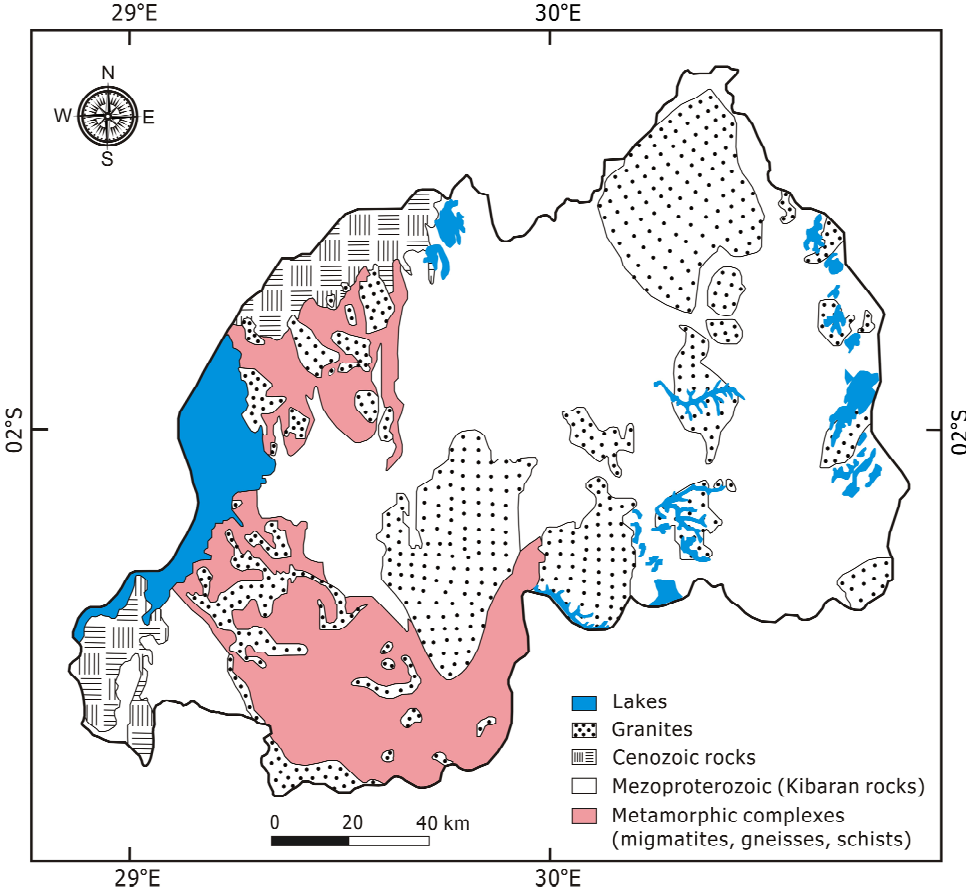 29°E 30°E
N
W E
S
02°S 02°S
Lakes
Granites
Cenozoic rocks
Mezoproterozoic (Kibaran rocks)
Metamorphic complexes
(migmatites, gneisses, schists)
0 20 40 km
29°E 30°E